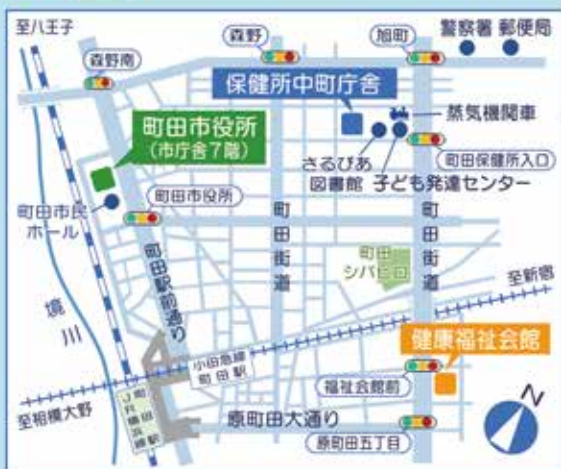 至八王子
森野
旭町
警察署 郵便局
森野南
保健所中町庁舎
蒸気機関車
町田市役所
(市庁舎7階)
さるびあ
図書館
子ども発達センター
町田保健所入口
町田市民
ホール
町田市役所
町田街道
町田街道
町田駅前通り
町田
シバヒロ
至新宿
境川
小田急線
町田駅
健康福祉会館
福祉会館前
至相模大野
JR横浜線
町田駅
原町田大通り
原町田五丁目
N